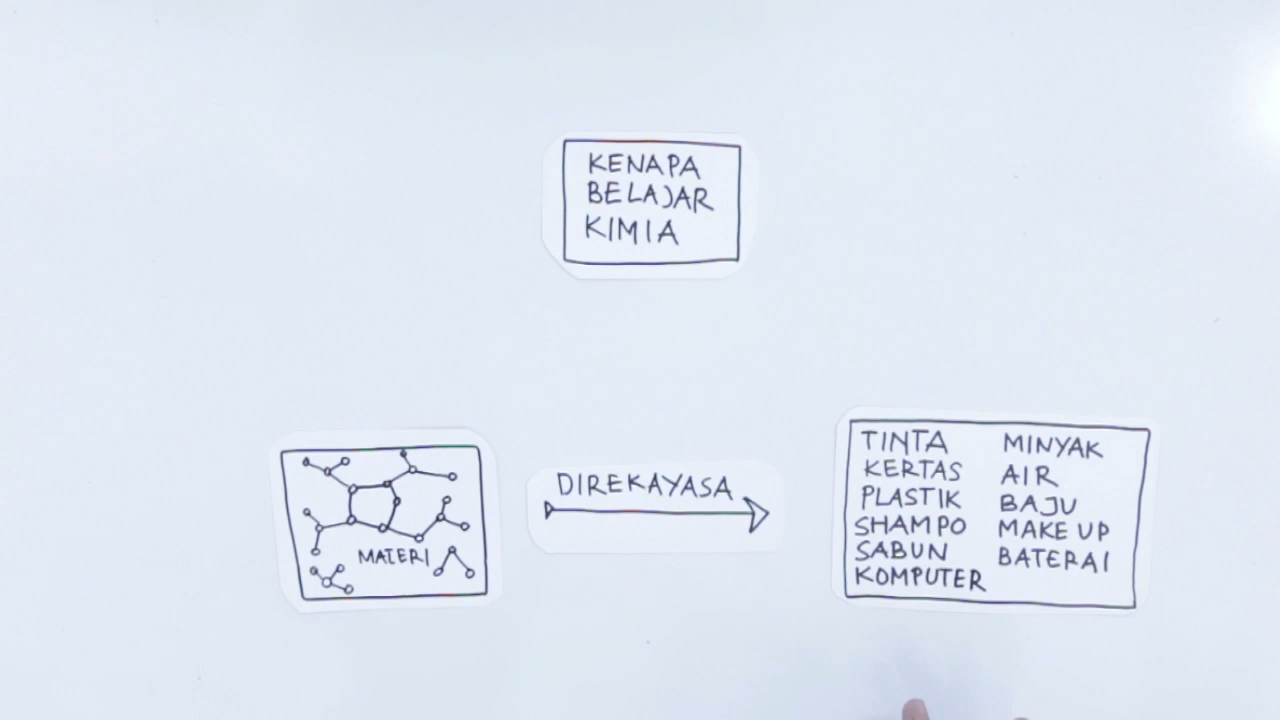 KENAPA
BELAJAR
KIMIA
MATERI
DIREKAYASA
TINTA
KERTAS
PLASTIK
SHAMPO
SABUN
KOMPUTER
MINYAK
AIR
BAJU
MAKE UP
BATERAI